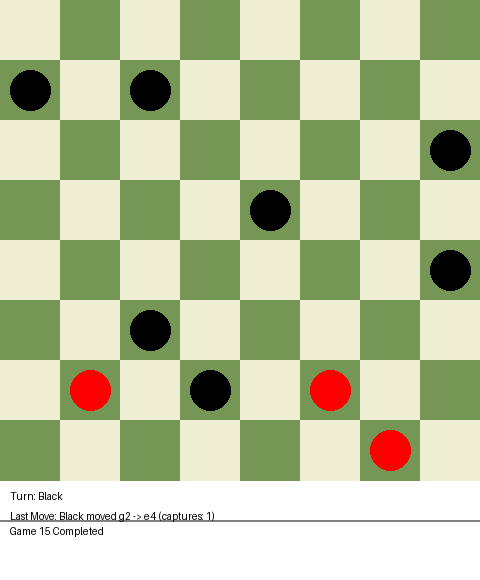 Turn: Black
Last Move: Black moved g2 -> e4 (captures: 1)
Game 15 Completed